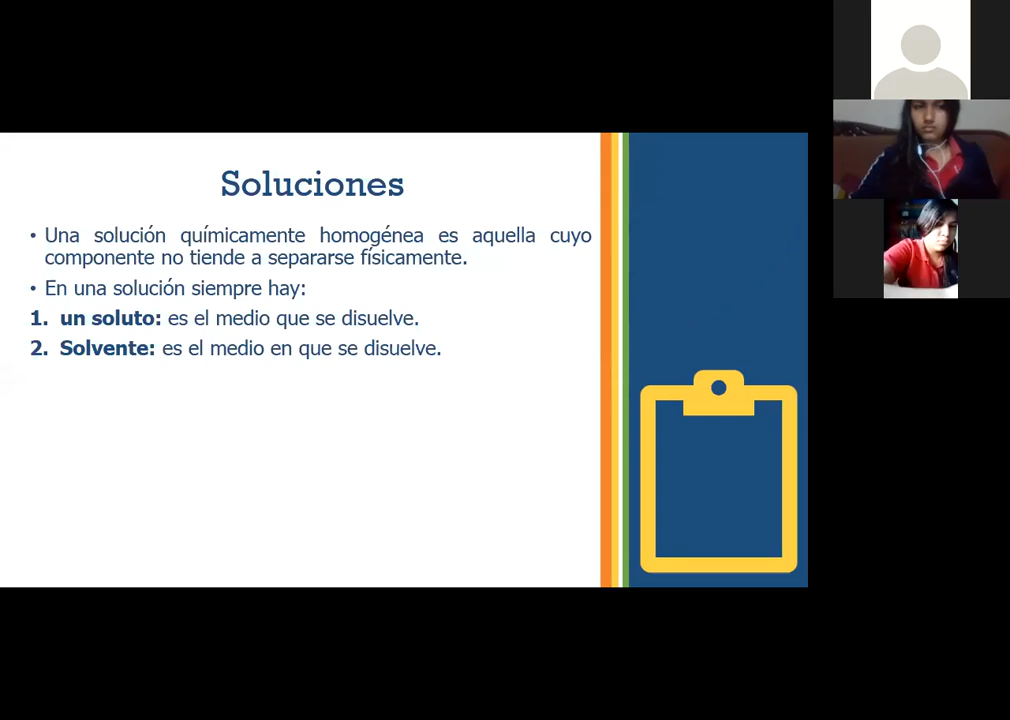 Soluciones
• Una solución químicamente homogénea es aquella cuyo
componente no tiende a separarse físicamente.
• En una solución siempre hay:
1. un soluto: es el medio que se disuelve.
2. Solvente: es el medio en que se disuelve.